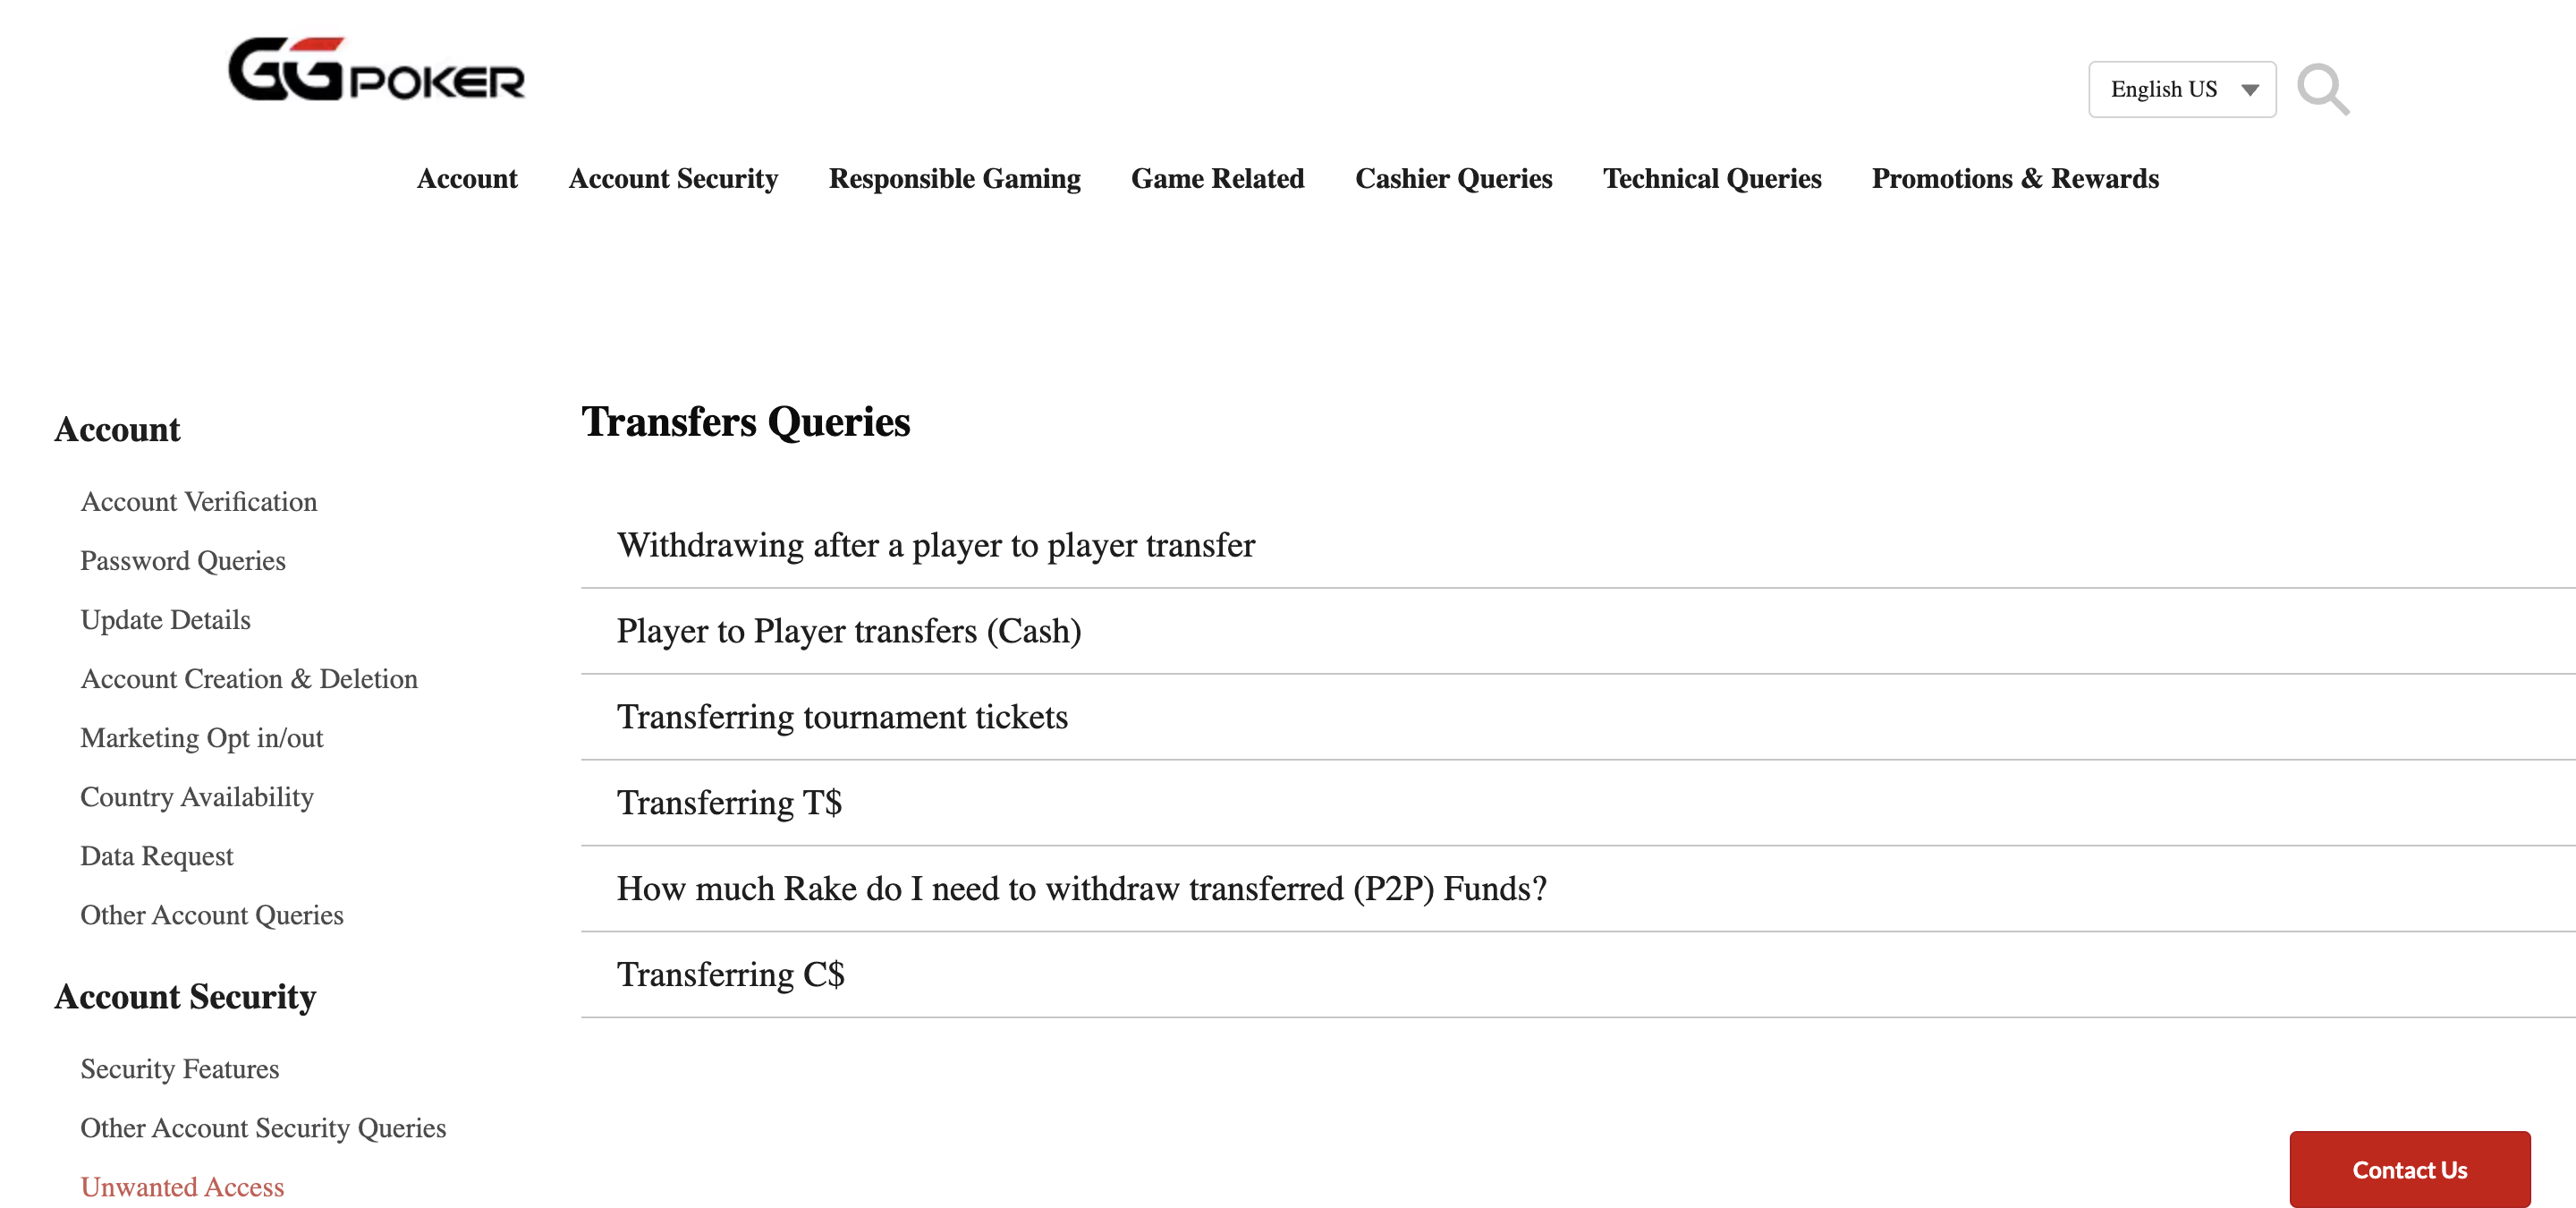 GGPOKER
English US
Account Account Security Responsible Gaming Game Related Cashier Queries Technical Queries Promotions & Rewards
Account
Account Verification
Password Queries
Update Details
Account Creation & Deletion
Marketing Opt in/out
Country Availability
Data Request
Other Account Queries
Account Security
Security Features
Other Account Security Queries
Unwanted Access
Transfers Queries
Withdrawing after a player to player transfer
Player to Player transfers (Cash)
Transferring tournament tickets
Transferring T$
How much Rake do I need to withdraw transferred (P2P) Funds?
Transferring C$
Contact Us